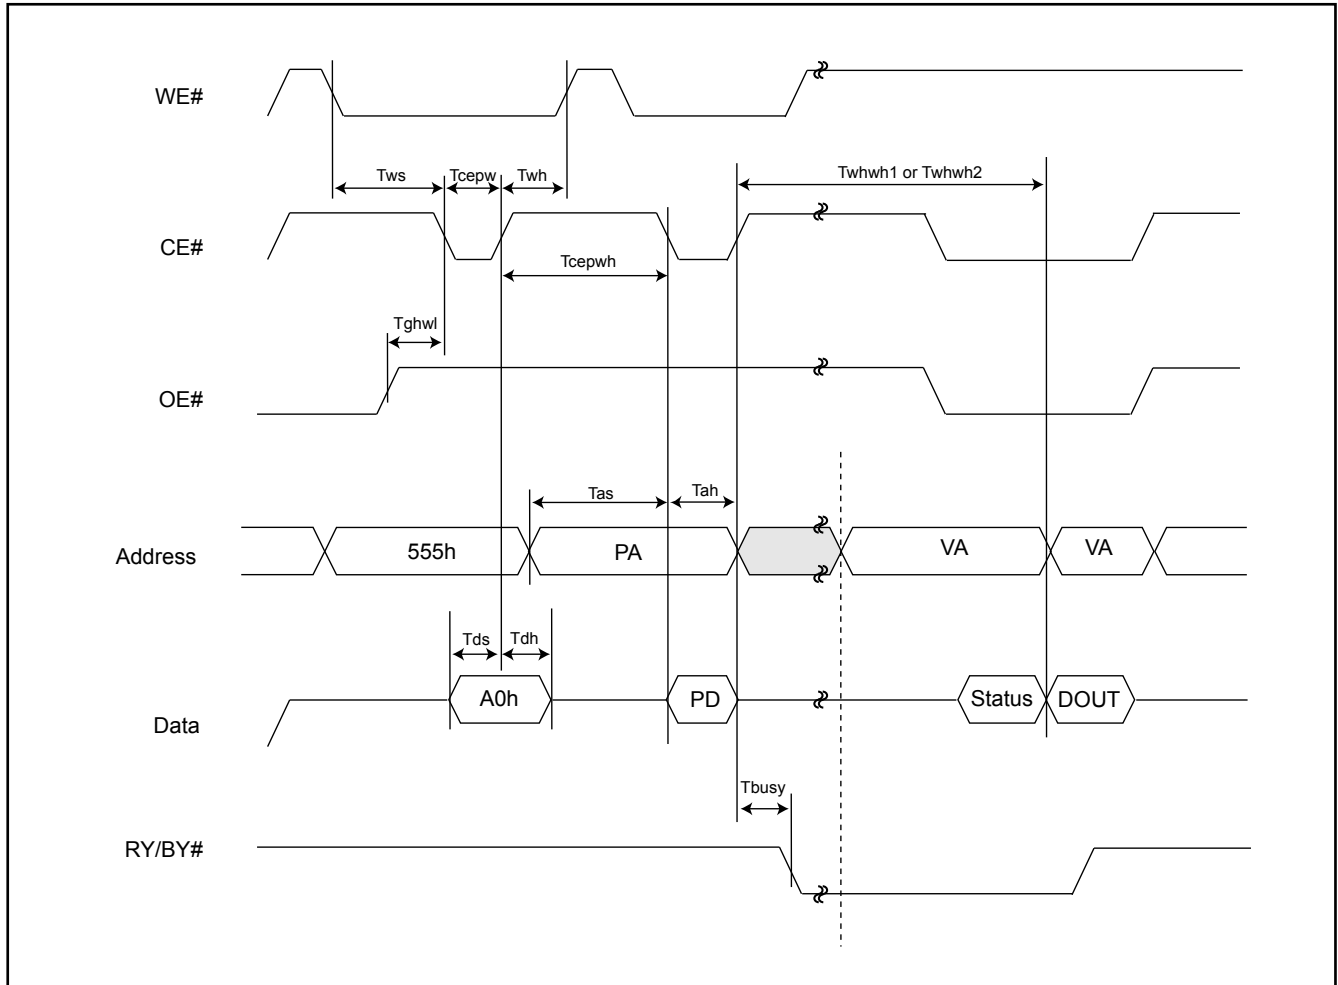 WE#
Tws Tcepw Twh Twhwh1 or Twhwh2
CE#
Tcepwh
Tghwl
OE#
Tas Tah
Address 555h PA VA VA
Tds Tdh
Data A0h PD Status DOUT
Tbusy
RY/BY#